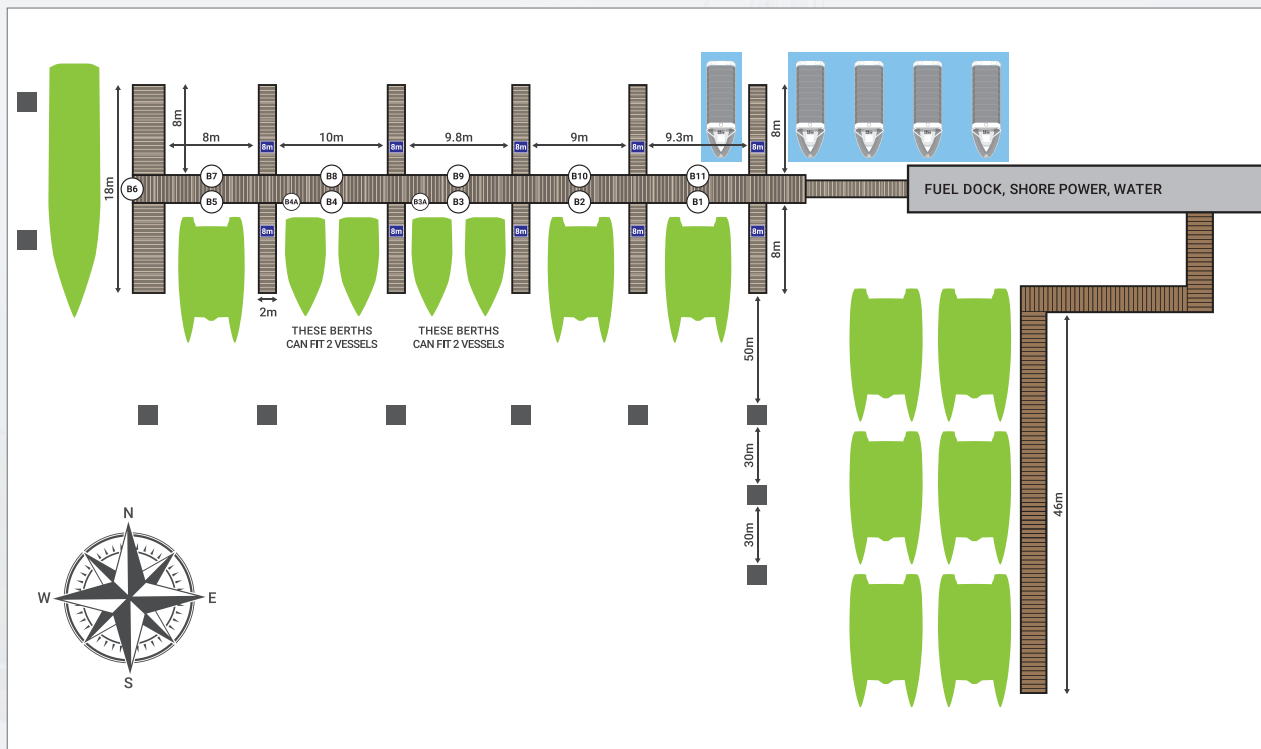 8m
10m
9.8m
9m
9.3m
8m
8m
8m
8m
8m
8m
8m
18m
B7
B8
B9
B10
B11
FUEL DOCK, SHORE POWER, WATER
B6
B5
B4A
B4
B3A
B3
B2
B1
8m
8m
8m
8m
8m
8m
2m
THESE BERTHS
CAN FIT 2 VESSELS
THESE BERTHS
CAN FIT 2 VESSELS
50m
30m
30m
46m
N
W
E
S